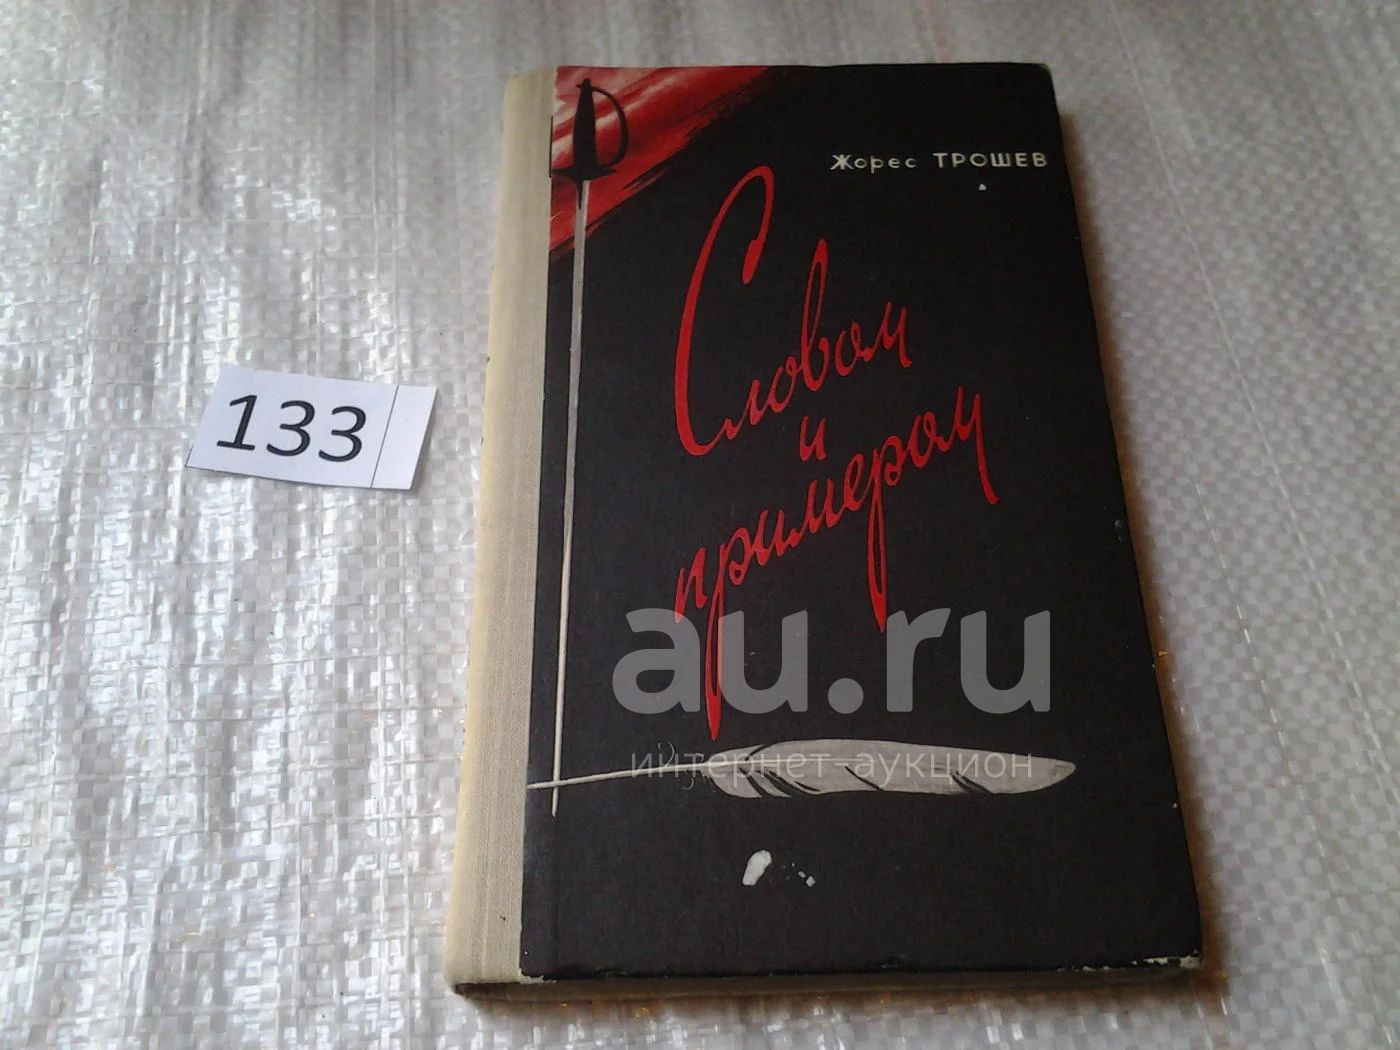 Жорес ТРОШЕВ
Словом
и
примером
133
au.ru
интернет-аукцион